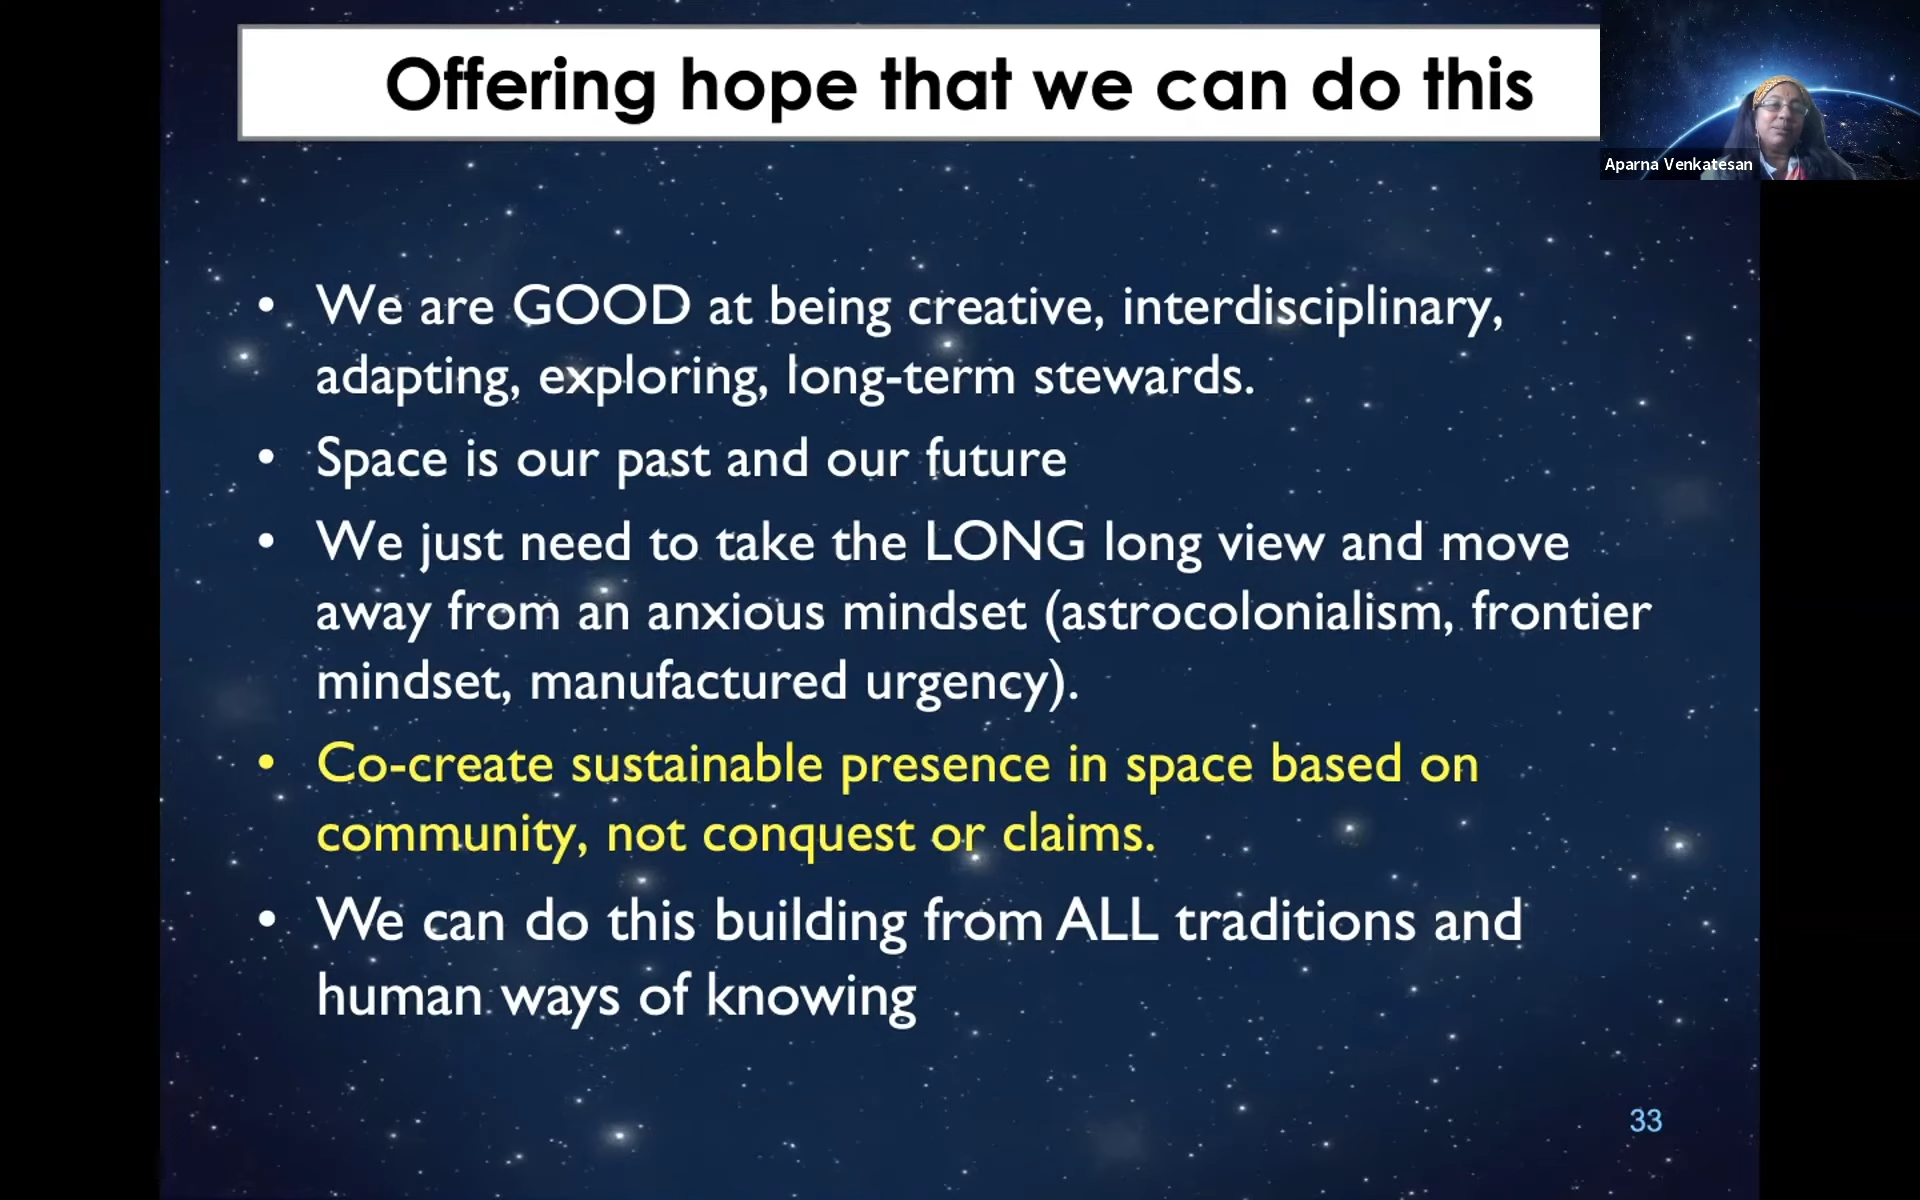 Offering hope that we can do this
Aparna Venkatesan
• We are GOOD at being creative, interdisciplinary,
adapting, exploring, long-term stewards.
• Space is our past and our future
• We just need to take the LONG long view and move
away from an anxious mindset (astrocolonialism, frontier
mindset, manufactured urgency).
• Co-create sustainable presence in space based on
community, not conquest or claims.
• We can do this building from ALL traditions and
human ways of knowing
33